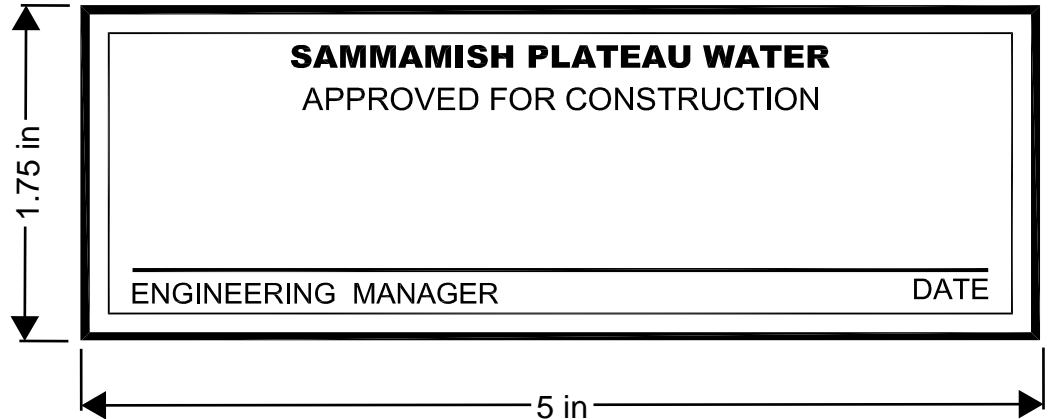 SAMMAMISH PLATEAU WATER
APPROVED FOR CONSTRUCTION
1.75 in
ENGINEERING MANAGER DATE
5 in